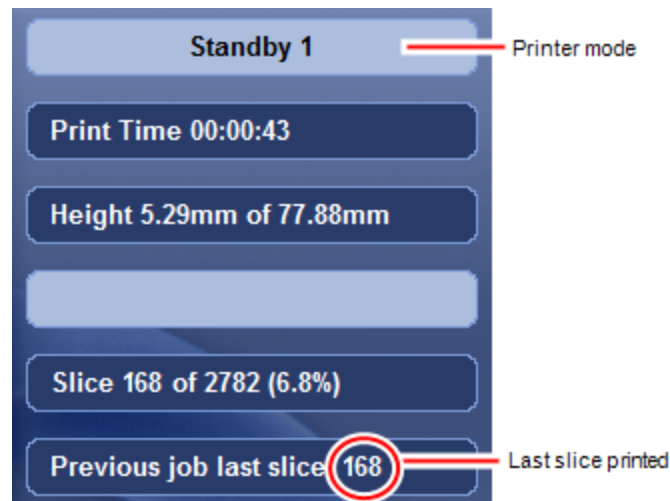 Standby 1
Printer mode
Print Time 00:00:43
Height 5.29mm of 77.88mm
Slice 168 of 2782 (6.8%)
Previous job last slice 168
Last slice printed